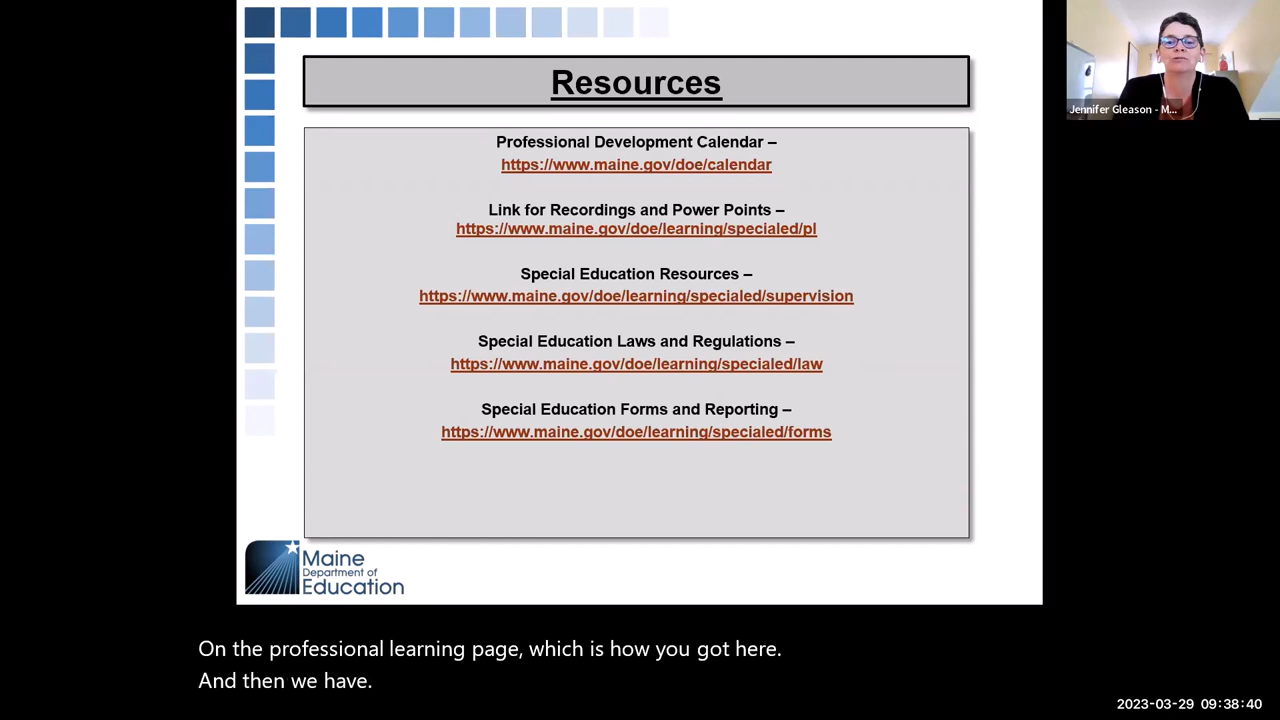 Resources
Professional Development Calendar –
https://www.maine.gov/doe/calendar
Link for Recordings and Power Points –
https://www.maine.gov/doe/learning/specialed/pl
Special Education Resources –
https://www.maine.gov/doe/learning/specialed/supervision
Special Education Laws and Regulations –
https://www.maine.gov/doe/learning/specialed/law
Special Education Forms and Reporting –
https://www.maine.gov/doe/learning/specialed/forms
Maine
Department of
Education
Jennifer Gleason - M...
On the professional learning page, which is how you got here.
And then we have.
2023-03-29 09:38:40